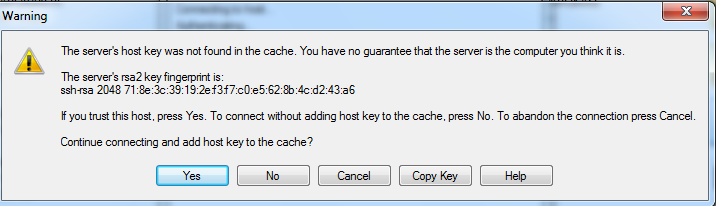 Warning
The server's host key was not found in the cache. You have no guarantee that the server is the computer you think it is.
The server's rsa2 key fingerprint is:
ssh-rsa 2048 71:8e:3c:39:19:2e:f3:f7:c0:e5:62:8b:4c:d2:43:a6
If you trust this host, press Yes. To connect without adding host key to the cache, press No. To abandon the connection press Cancel.
Continue connecting and add host key to the cache?
Yes No Cancel Copy Key Help